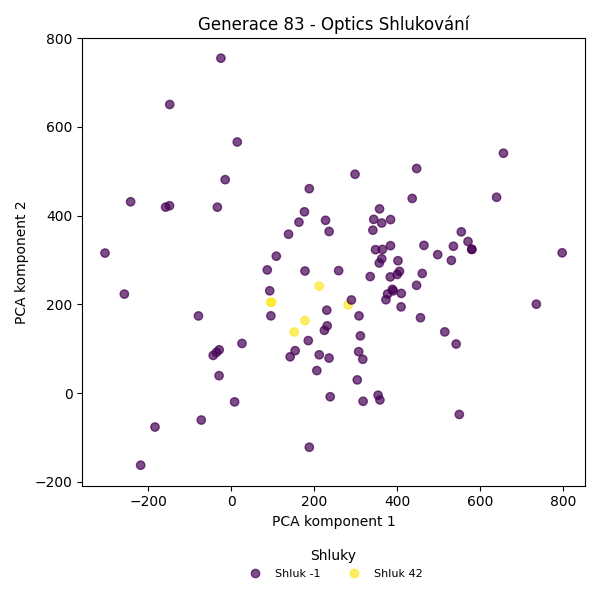 Generace 83 - Optics Shlukování
800
600
400
200
0
−200
PCA komponent 2
−200 0 200 400 600 800
PCA komponent 1
Shluky
Shluk -1 Shluk 42